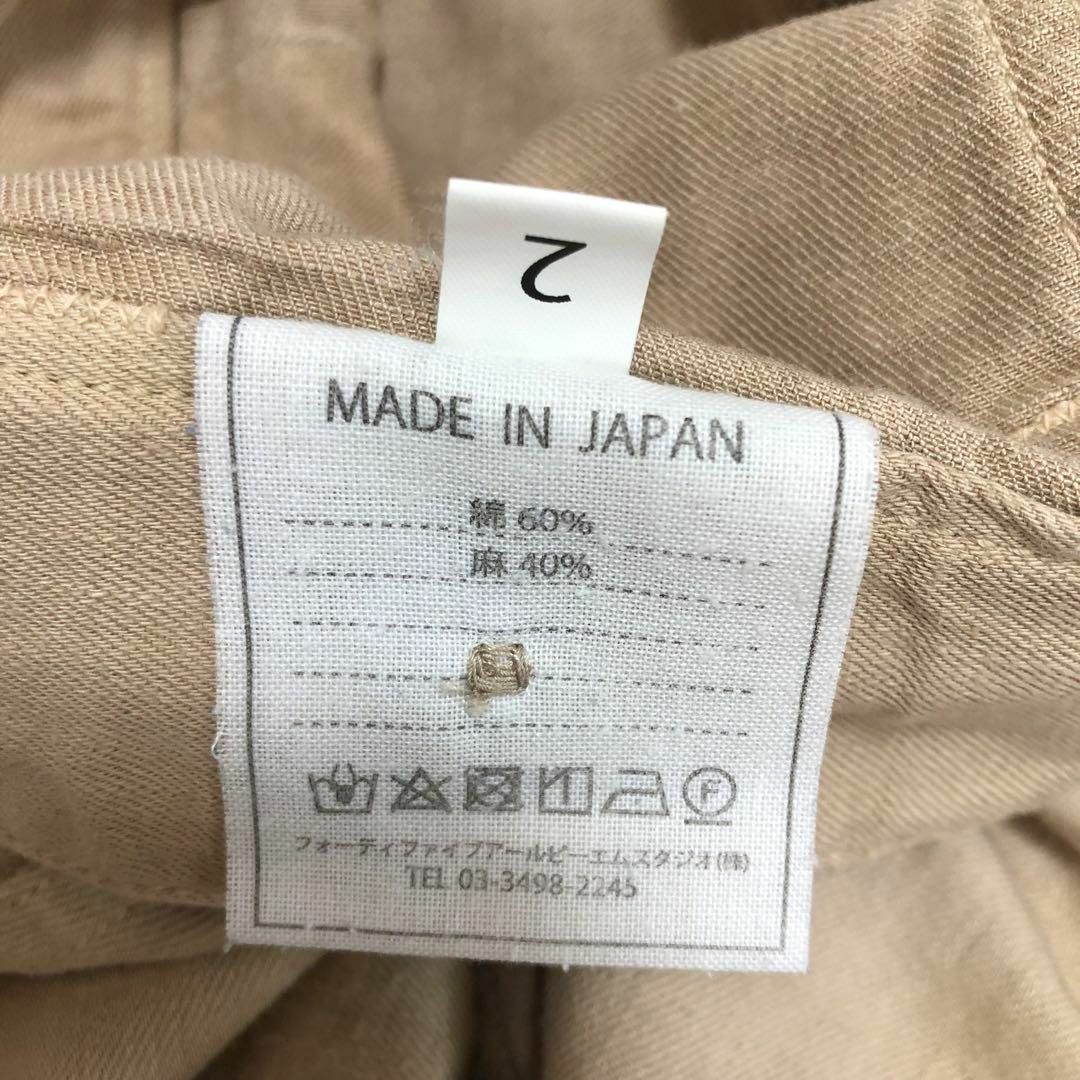 2
MADE IN JAPAN
綿 60%
麻 40%
F
フォーティファイブアールピーエムスタジオ(株)
TEL 03-3498-2245